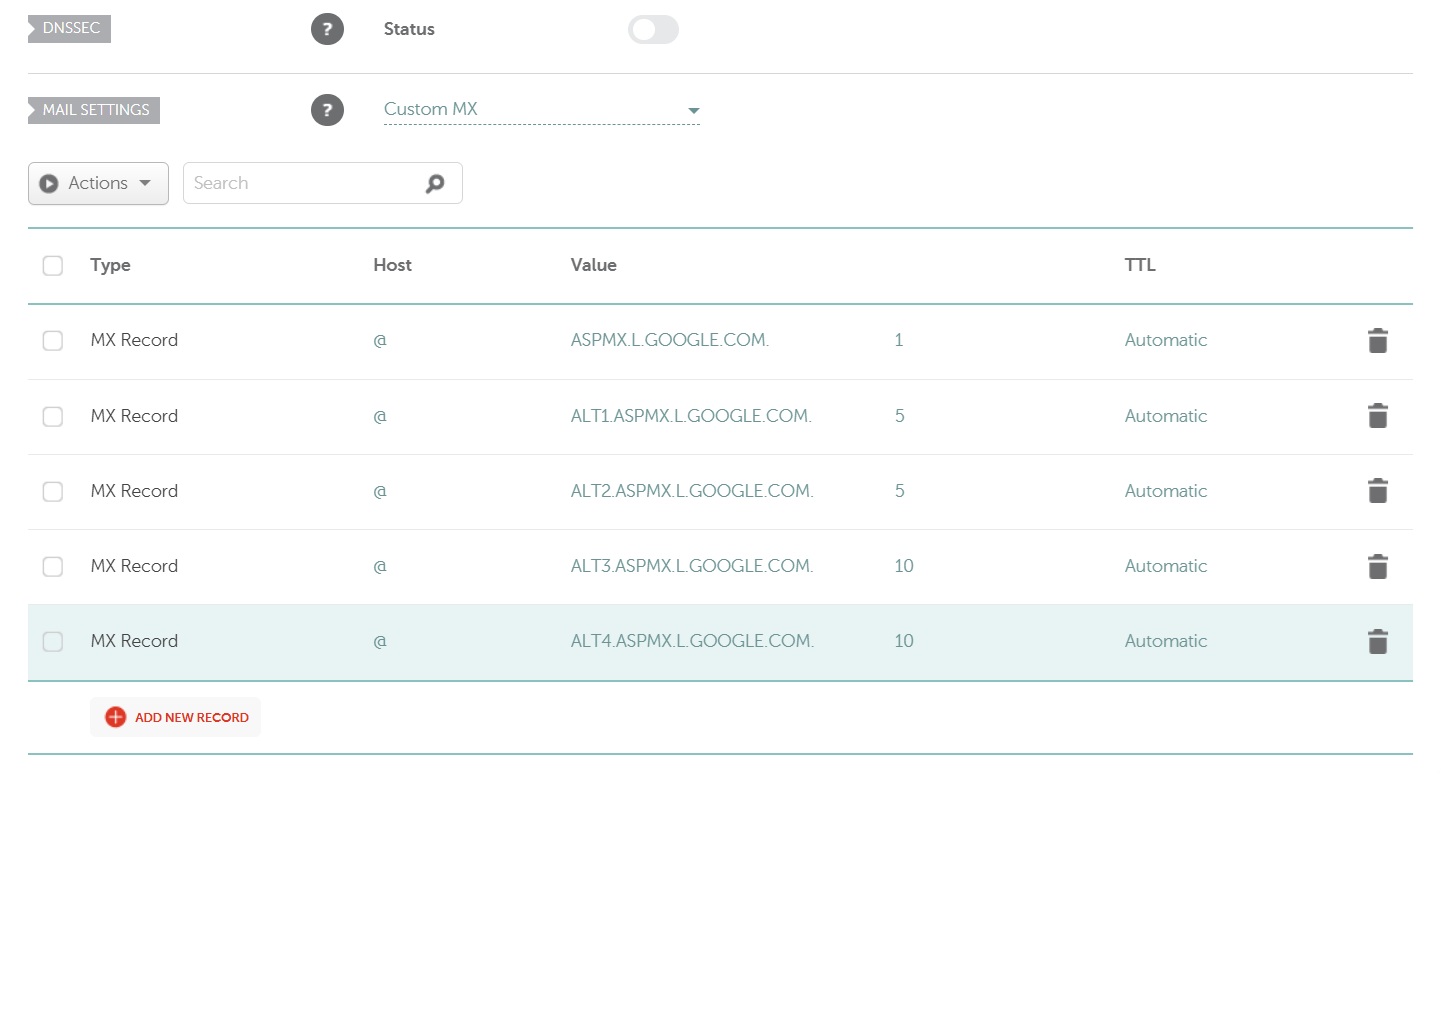 DNSSEC ? Status
MAIL SETTINGS ? Custom MX
Actions Search
Type Host Value TTL
MX Record @ ASPMX.L.GOOGLE.COM. 1 Automatic
MX Record @ ALT1.ASPMX.L.GOOGLE.COM. 5 Automatic
MX Record @ ALT2.ASPMX.L.GOOGLE.COM. 5 Automatic
MX Record @ ALT3.ASPMX.L.GOOGLE.COM. 10 Automatic
MX Record @ ALT4.ASPMX.L.GOOGLE.COM. 10 Automatic
ADD NEW RECORD